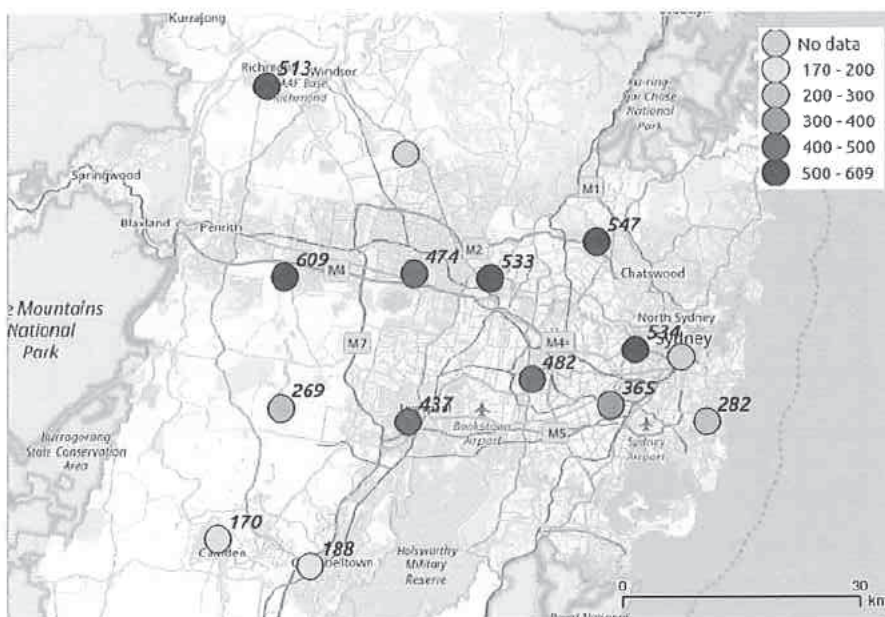 Kurrajong
No data
170 - 200
200 - 300
300 - 400
400 - 500
500 - 609
513
Windsor
Richmond
Ku-ring-
gai Chase
National
Park
Springwood
M1
Blaxland
Penrith
547
M2
609
M4
474
533
Chatswood
Mountains
National
Park
North Sydney
534
Sydney
M7
M4
482
269
365
437
282
Bankstown
Airport
M5
Sydney
Airport
Burragorang
State Conservation
Area
170
Camden
188
Holsworthy
Military
Reserve
0
30
km